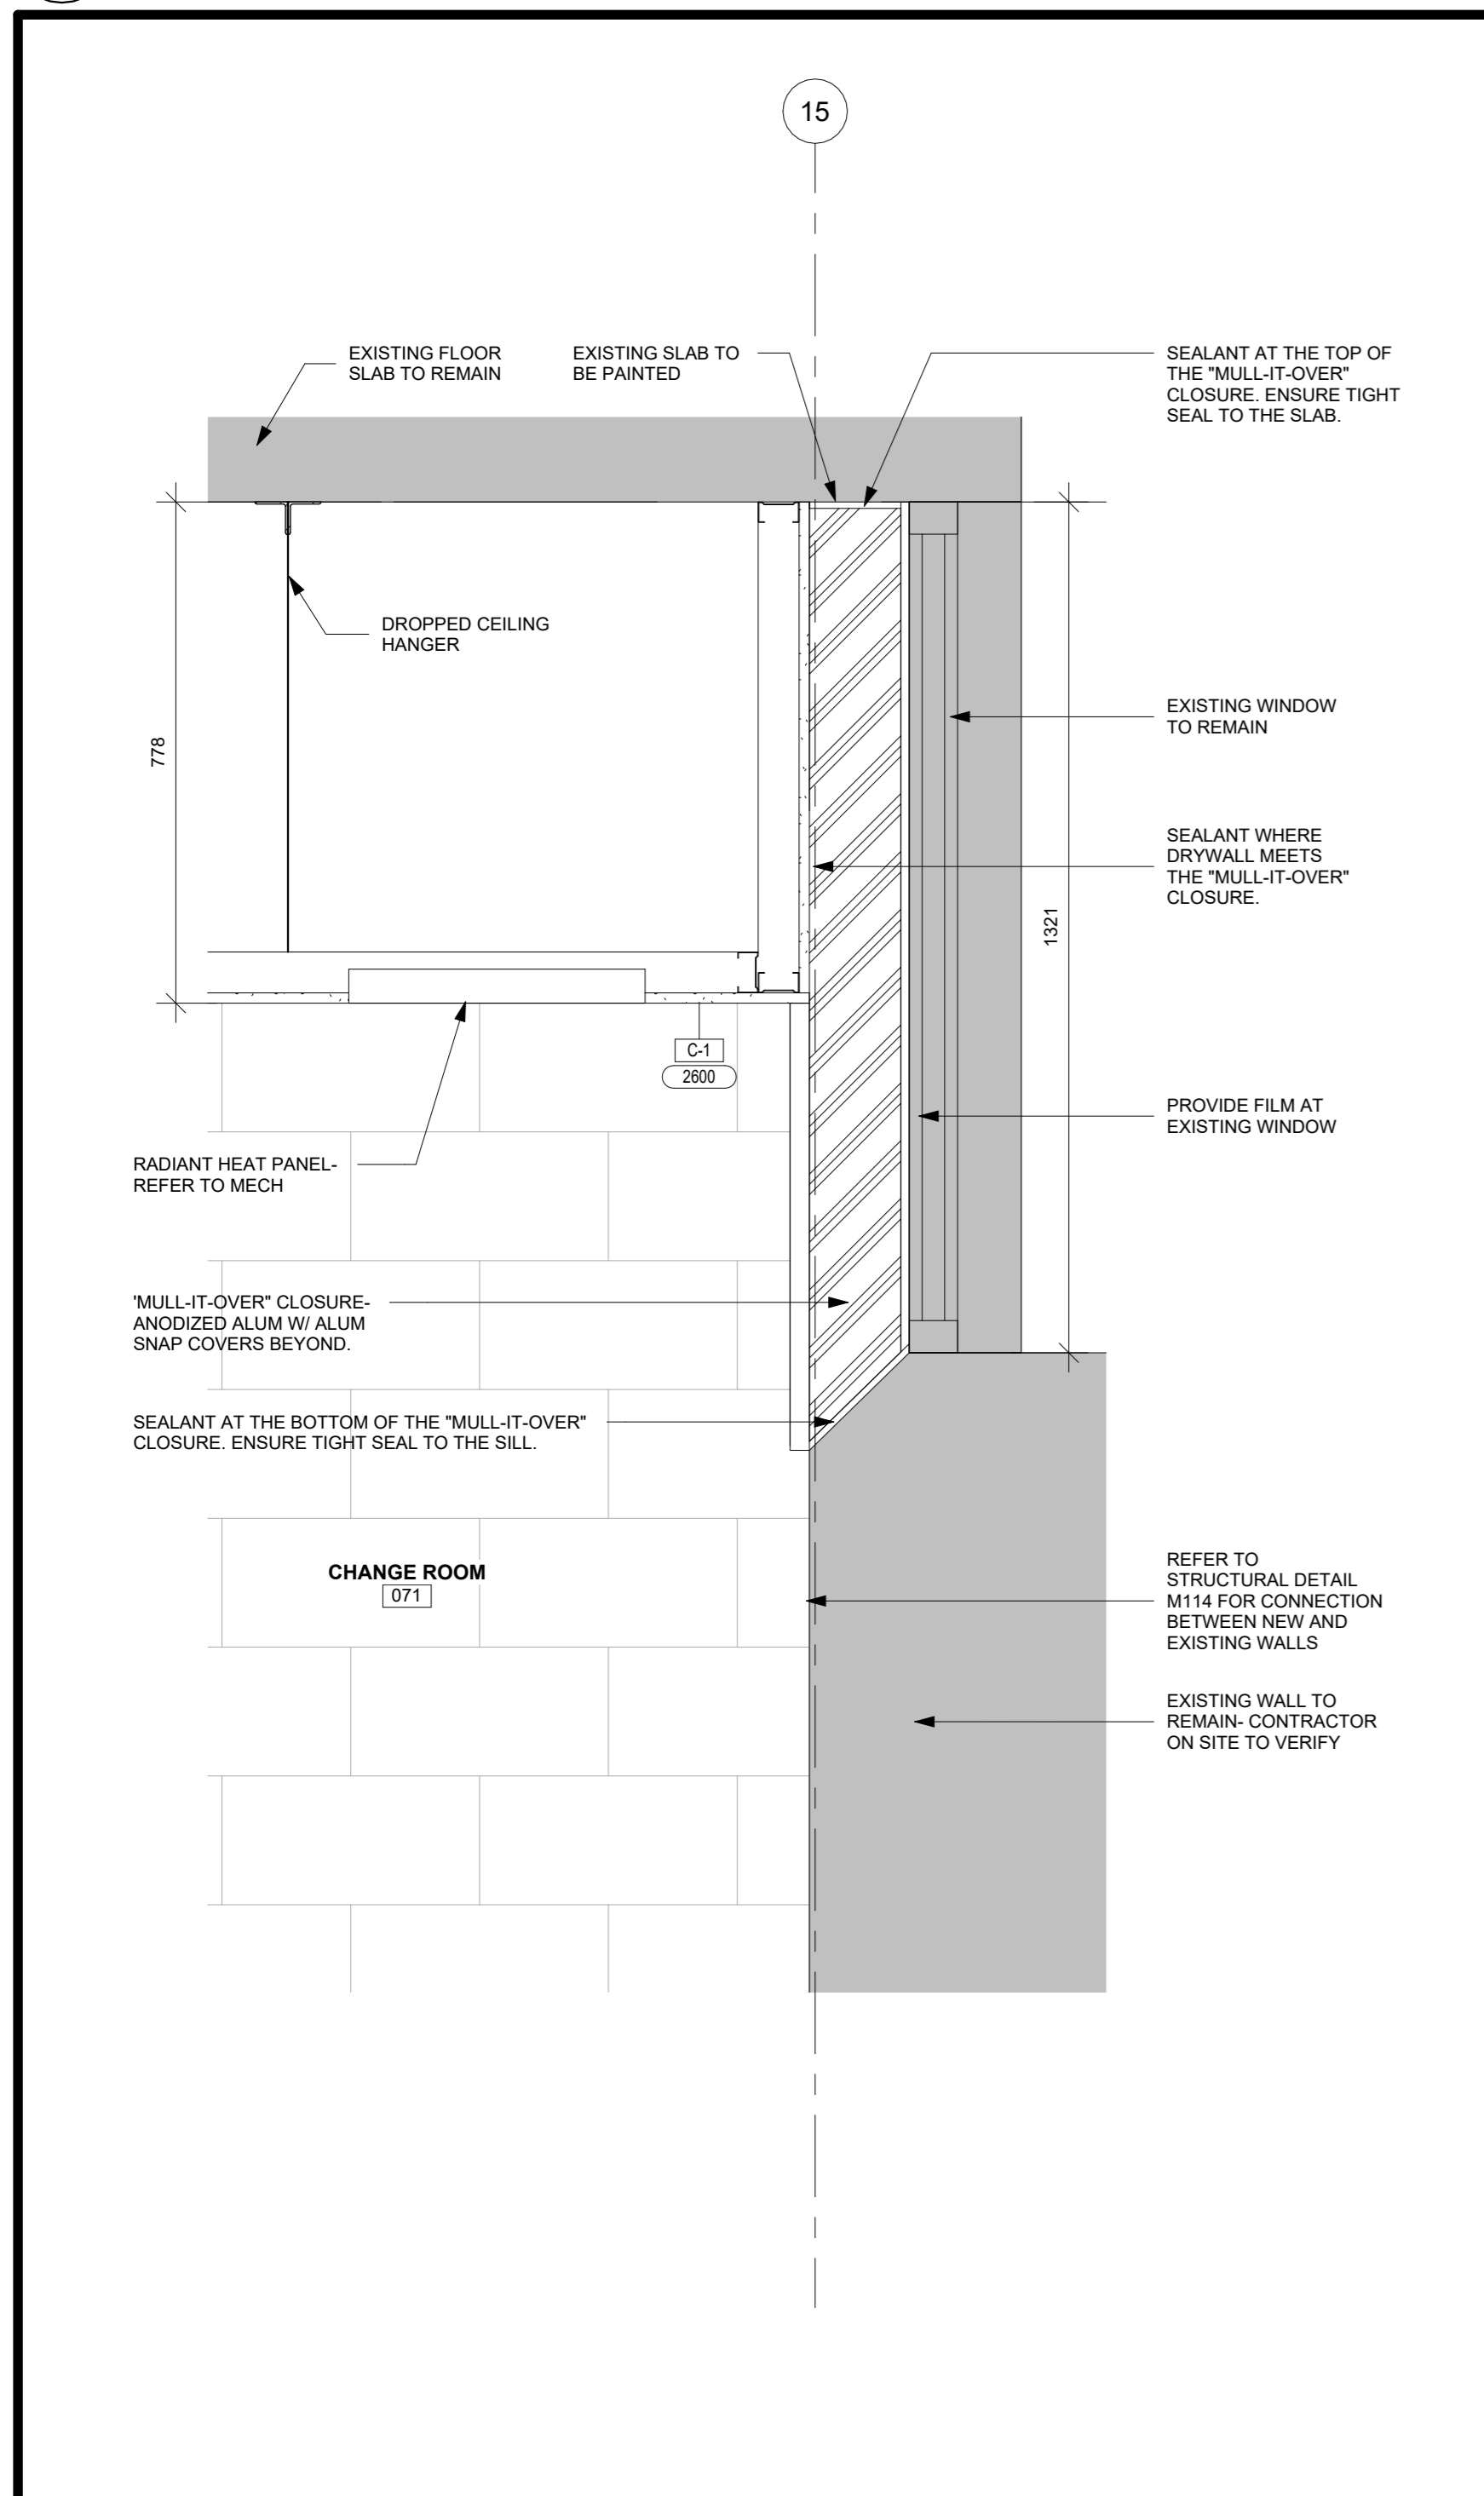 15
EXISTING FLOOR
SLAB TO REMAIN
EXISTING SLAB TO
BE PAINTED
SEALANT AT THE TOP OF
THE "MULL-IT-OVER"
CLOSURE. ENSURE TIGHT
SEAL TO THE SLAB.
DROPPED CEILING
HANGER
778
EXISTING WINDOW
TO REMAIN
SEALANT WHERE
DRYWALL MEETS
THE "MULL-IT-OVER"
CLOSURE.
1321
C-1
2600
PROVIDE FILM AT
EXISTING WINDOW
RADIANT HEAT PANEL-
REFER TO MECH
'MULL-IT-OVER" CLOSURE-
ANODIZED ALUM W/ ALUM
SNAP COVERS BEYOND.
SEALANT AT THE BOTTOM OF THE "MULL-IT-OVER"
CLOSURE. ENSURE TIGHT SEAL TO THE SILL.
CHANGE ROOM
071
REFER TO
STRUCTURAL DETAIL
M114 FOR CONNECTION
BETWEEN NEW AND
EXISTING WALLS
EXISTING WALL TO
REMAIN- CONTRACTOR
ON SITE TO VERIFY